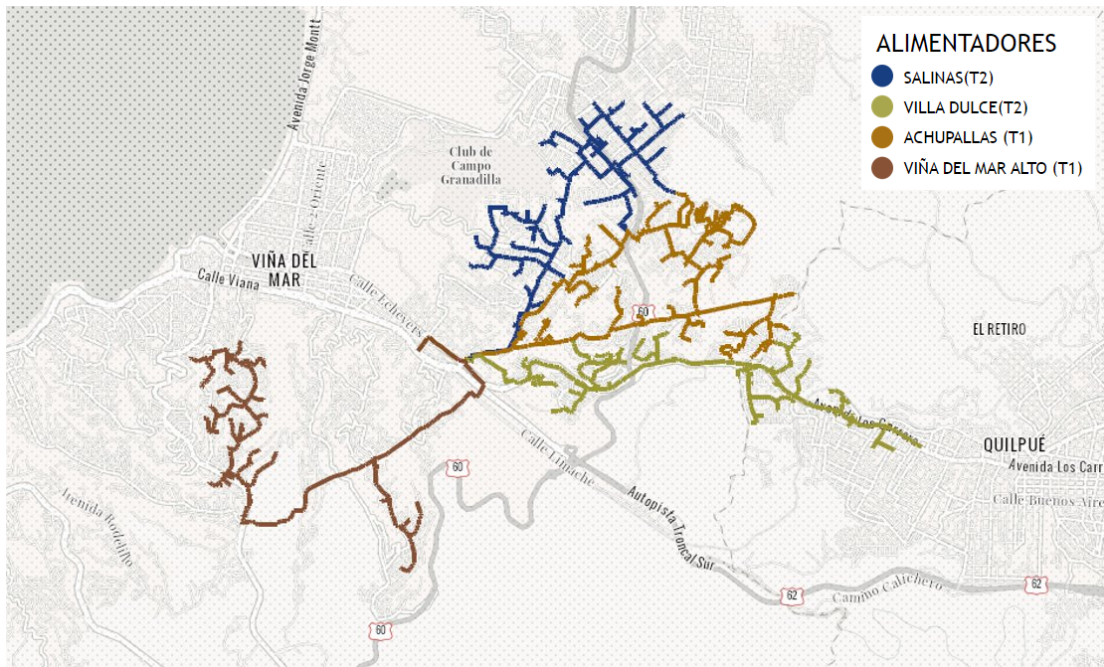 ALIMENTADORES
SALINAS(T2)
VILLA DULCE(T2)
ACHUPALLAS (T1)
VIÑA DEL MAR ALTO (T1)
Avenida Jorge Montt
Club de
Campo
Granadilla
Calle 2 Oriente
VIÑA DEL
MAR
Calle Viana
Calle Echevers
60
EL RETIRO
Avenida Los Carrera
QUILPUÉ
Avenida Los Carr
Calle Buenos Aire
Calle Limache
60
Autopista Troncal Sur
Avenida Rodelillo
62
Camino Calichero
62
60